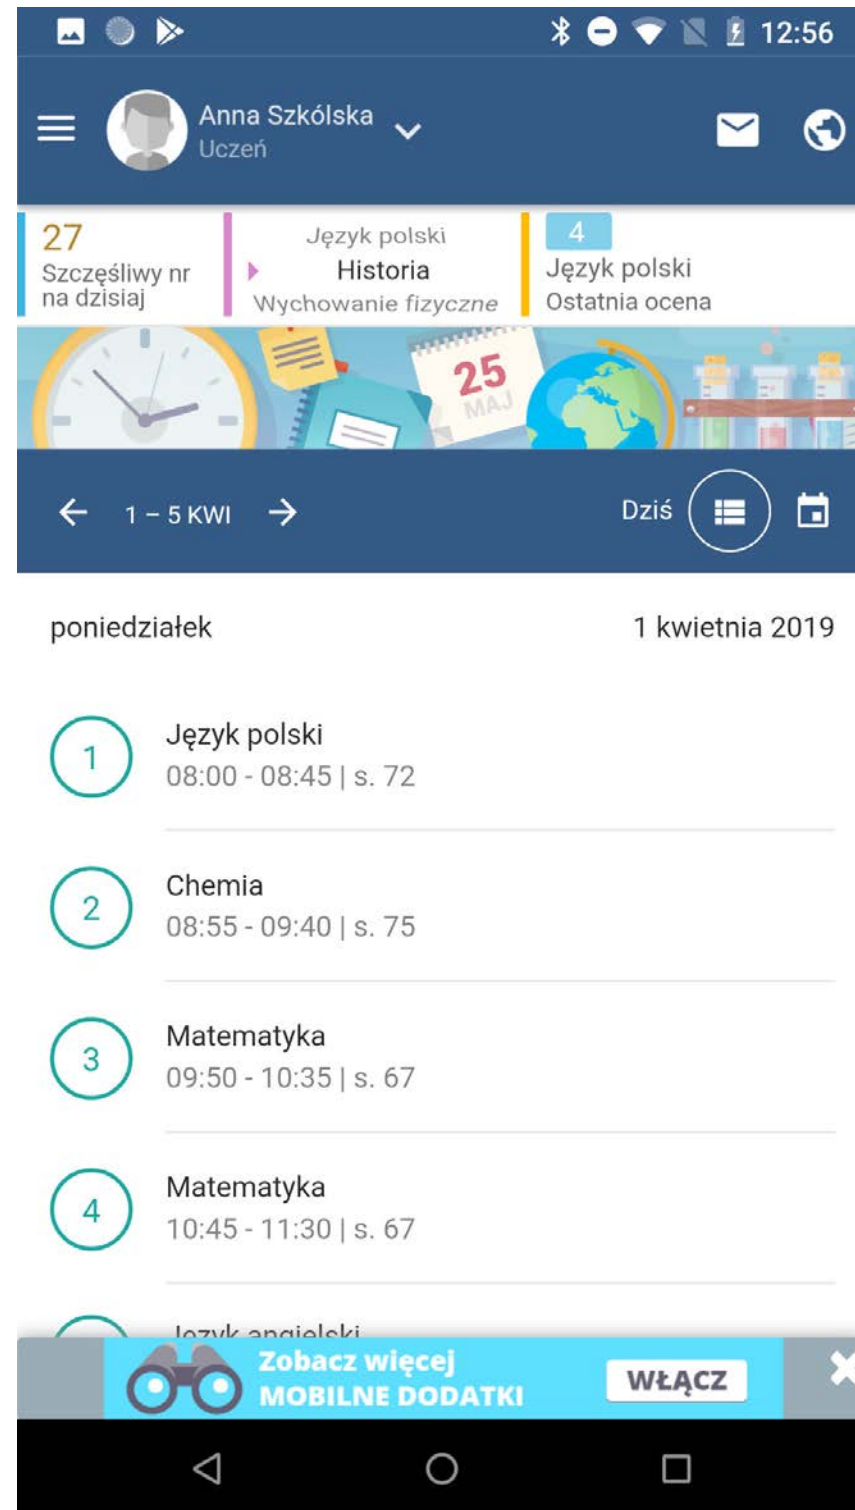 12:56
Anna Szkólska
Uczeń
27
Szczęśliwy nr
na dzisiaj
Język polski
Historia
Wychowanie fizyczne
4
Język polski
Ostatnia ocena
25
MAJ
1 – 5 KWI
Dziś
poniedziałek 1 kwietnia 2019
1
Język polski
08:00 - 08:45 | s. 72
2
Chemia
08:55 - 09:40 | s. 75
3
Matematyka
09:50 - 10:35 | s. 67
4
Matematyka
10:45 - 11:30 | s. 67
Język angielski
Zobacz więcej
MOBILNE DODATKI
WŁĄCZ